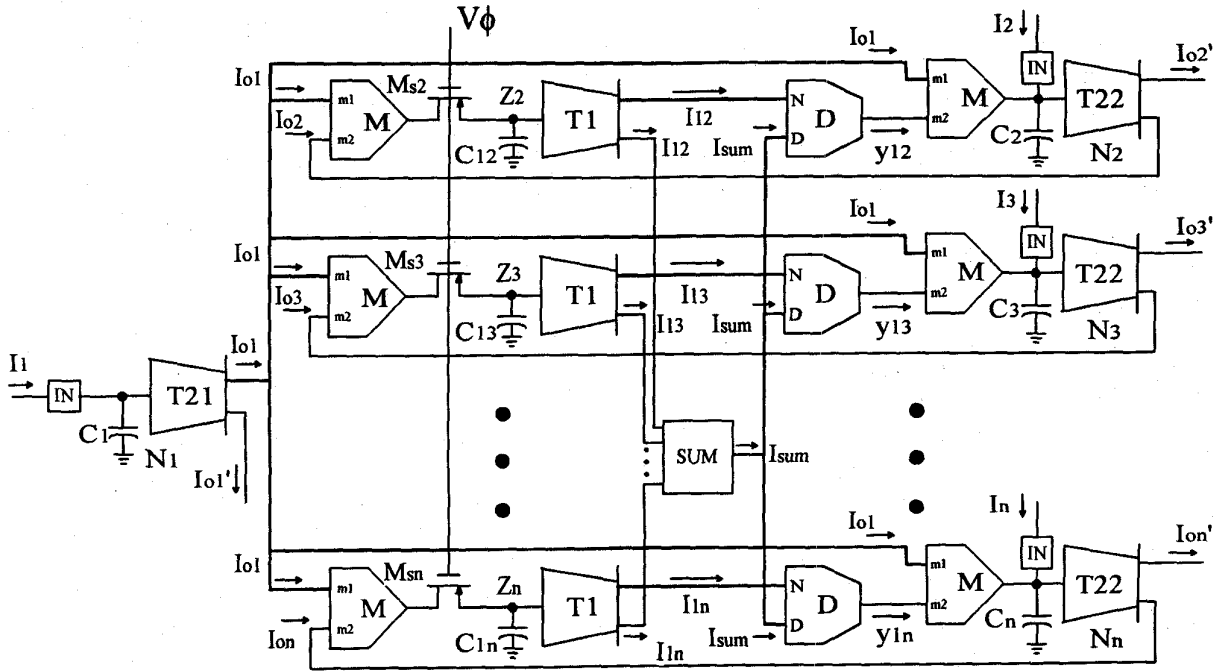 Vφ
I2
Io1
Io2'
Io1
Ms2
IN
m1
m1
Z2
N
M
T22
Io2
M
T1
I12
D
m2
C2
m2
C12
I12
Isum
D
y12
N2
I3
Io1
Io3'
Io1
Ms3
IN
m1
m1
Z3
N
M
T22
Io3
M
T1
I13
D
m2
C3
m2
C13
I13
Isum
D
y13
N3
I1
Io1
IN
T21
C1
N1
SUM
Isum
Io1'
In
Io1
Ion'
Io1
Msn
IN
m1
m1
Zn
N
M
T22
M
T1
I1n
D
m2
Cn
Ion
m2
C1n
I1n
Isum
D
y1n
Nn